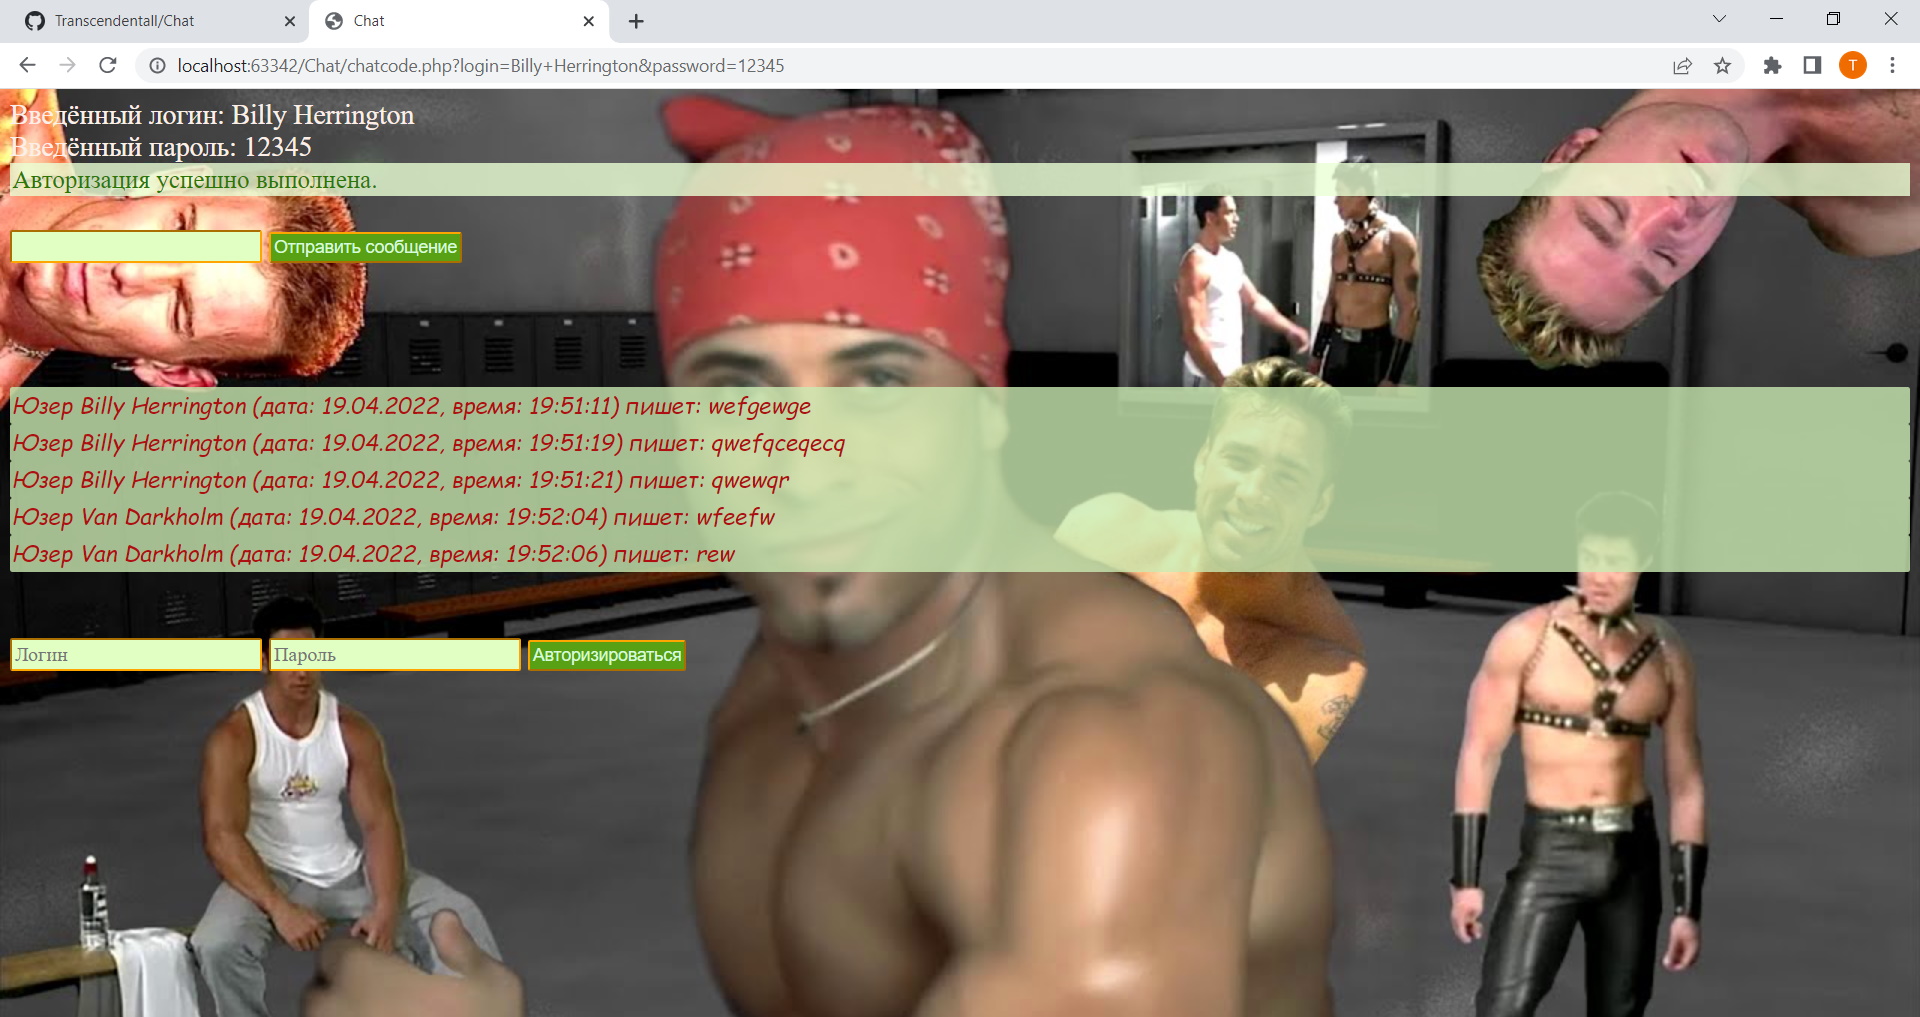 Transcendentall/Chat
Chat
localhost:63342/Chat/chatcode.php?login=Billy+Herrington&password=12345
T
Введённый логин: Billy Herrington
Введённый пароль: 12345
Авторизация успешно выполнена.
Отправить сообщение
Юзер Billy Herrington (дата: 19.04.2022, время: 19:51:11) пишет: wefgewge
Юзер Billy Herrington (дата: 19.04.2022, время: 19:51:19) пишет: qwefqceqecq
Юзер Billy Herrington (дата: 19.04.2022, время: 19:51:21) пишет: qwewqr
Юзер Van Darkholm (дата: 19.04.2022, время: 19:52:04) пишет: wfeefw
Юзер Van Darkholm (дата: 19.04.2022, время: 19:52:06) пишет: rew
Логин Пароль Авторизироваться